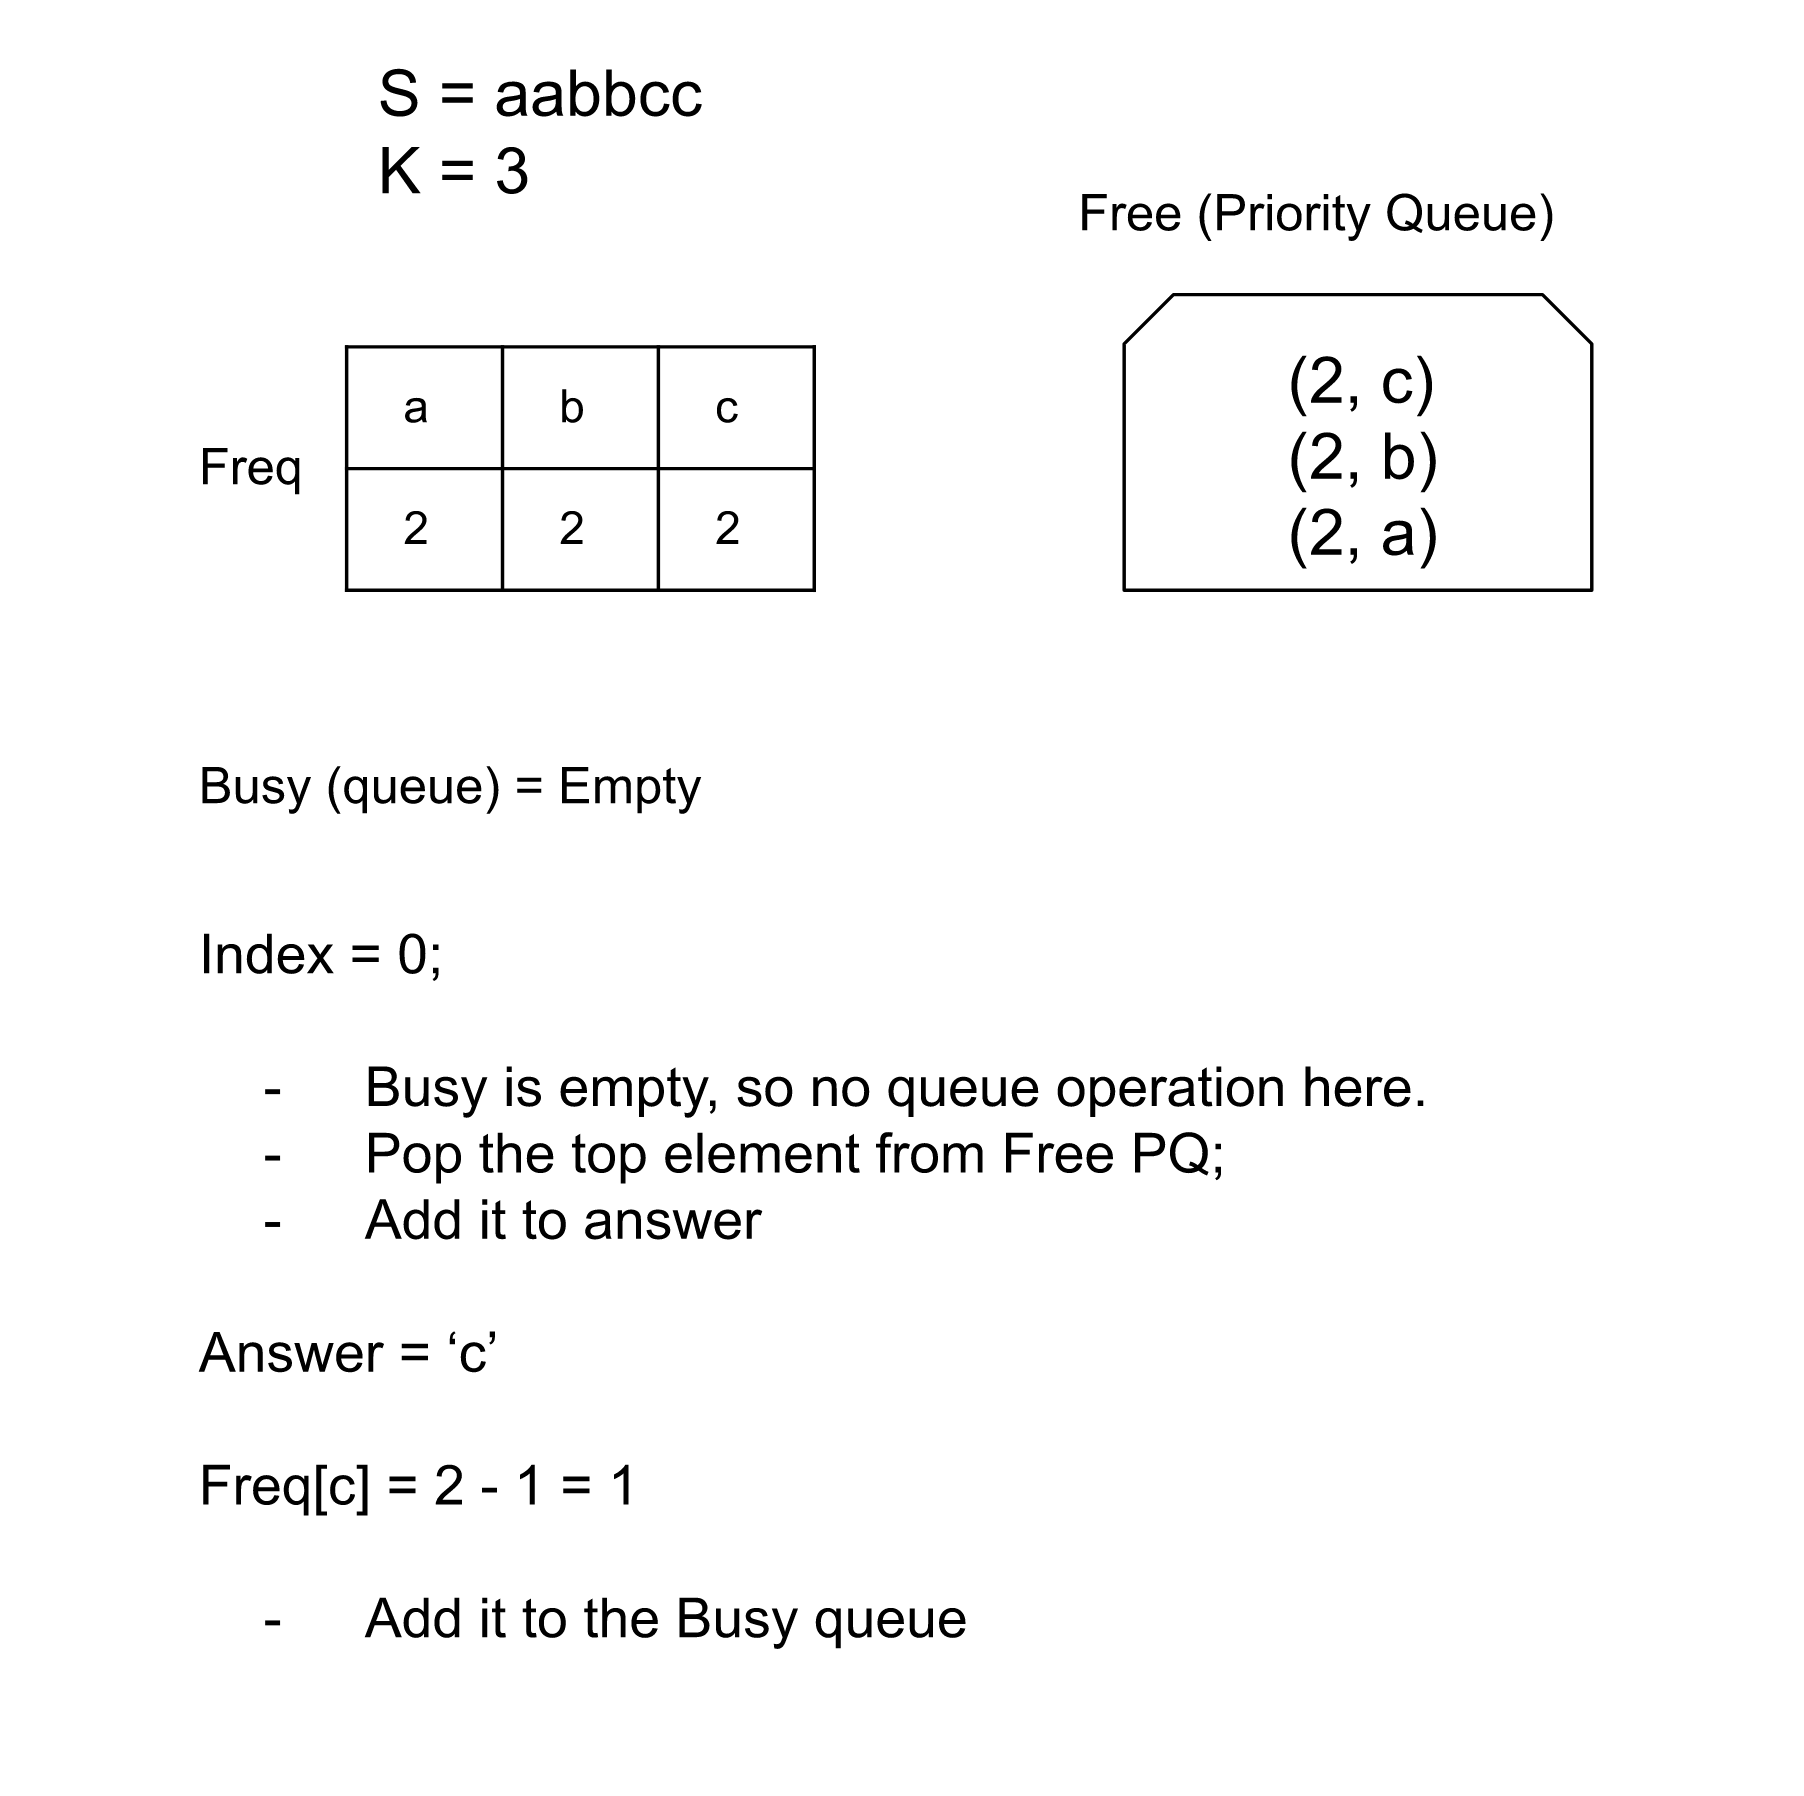 S = aabbcc
K = 3
Free (Priority Queue)
a b c
Freq
2 2 2
(2, c)
(2, b)
(2, a)
Busy (queue) = Empty
Index = 0;
- Busy is empty, so no queue operation here.
- Pop the top element from Free PQ;
- Add it to answer
Answer = ‘c’
Freq[c] = 2 - 1 = 1
- Add it to the Busy queue